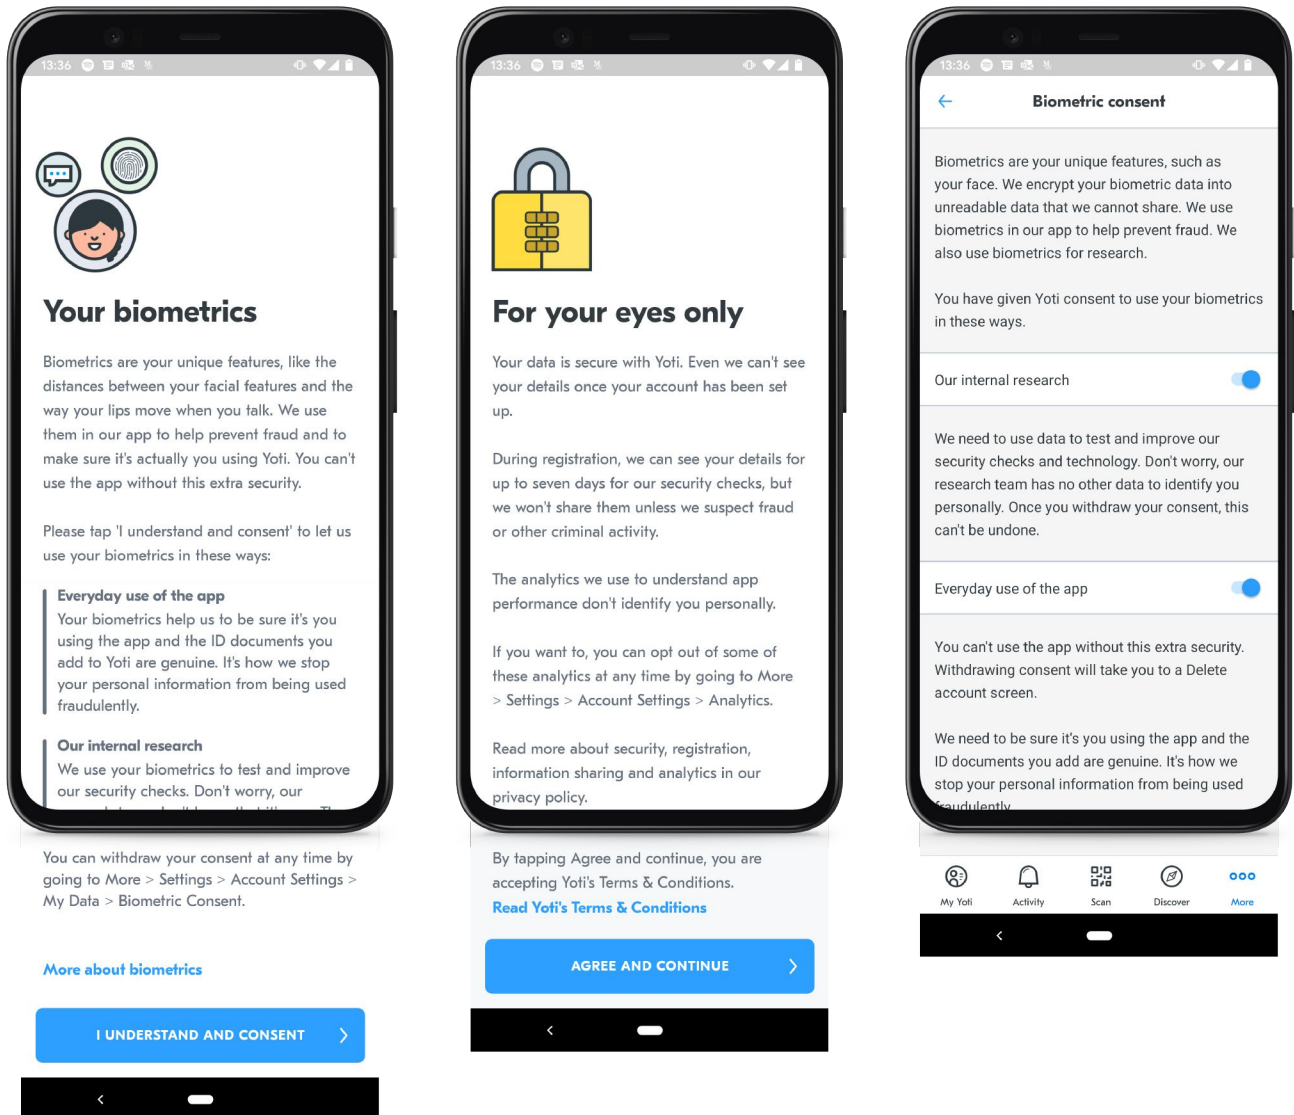 13:36
Your biometrics
Biometrics are your unique features, like the
distances between your facial features and the
way your lips move when you talk. We use
them in our app to help prevent fraud and to
make sure it's actually you using Yoti. You can't
use the app without this extra security.
Please tap 'I understand and consent' to let us
use your biometrics in these ways:
Everyday use of the app
Your biometrics help us to be sure it's you
using the app and the ID documents you
add to Yoti are genuine. It's how we stop
your personal information from being used
fraudulently.
Our internal research
We use your biometrics to test and improve
our security checks. Don't worry, our
You can withdraw your consent at any time by
going to More > Settings > Account Settings >
My Data > Biometric Consent.
More about biometrics
I UNDERSTAND AND CONSENT
13:36
For your eyes only
Your data is secure with Yoti. Even we can't see
your details once your account has been set
up.
During registration, we can see your details for
up to seven days for our security checks, but
we won't share them unless we suspect fraud
or other criminal activity.
The analytics we use to understand app
performance don't identify you personally.
If you want to, you can opt out of some of
these analytics at any time by going to More
> Settings > Account Settings > Analytics.
Read more about security, registration,
information sharing and analytics in our
privacy policy.
By tapping Agree and continue, you are
accepting Yoti's Terms & Conditions.
Read Yoti's Terms & Conditions
AGREE AND CONTINUE
13:36
Biometric consent
Biometrics are your unique features, such as
your face. We encrypt your biometric data into
unreadable data that we cannot share. We use
biometrics in our app to help prevent fraud. We
also use biometrics for research.
You have given Yoti consent to use your biometrics
in these ways.
Our internal research
We need to use data to test and improve our
security checks and technology. Don't worry, our
research team has no other data to identify you
personally. Once you withdraw your consent, this
can't be undone.
Everyday use of the app
You can't use the app without this extra security.
Withdrawing consent will take you to a Delete
account screen.
We need to be sure it's you using the app and the
ID documents you add are genuine. It's how we
stop your personal information from being used
fraudulently
My Yoti
Activity
Scan
Discover
More